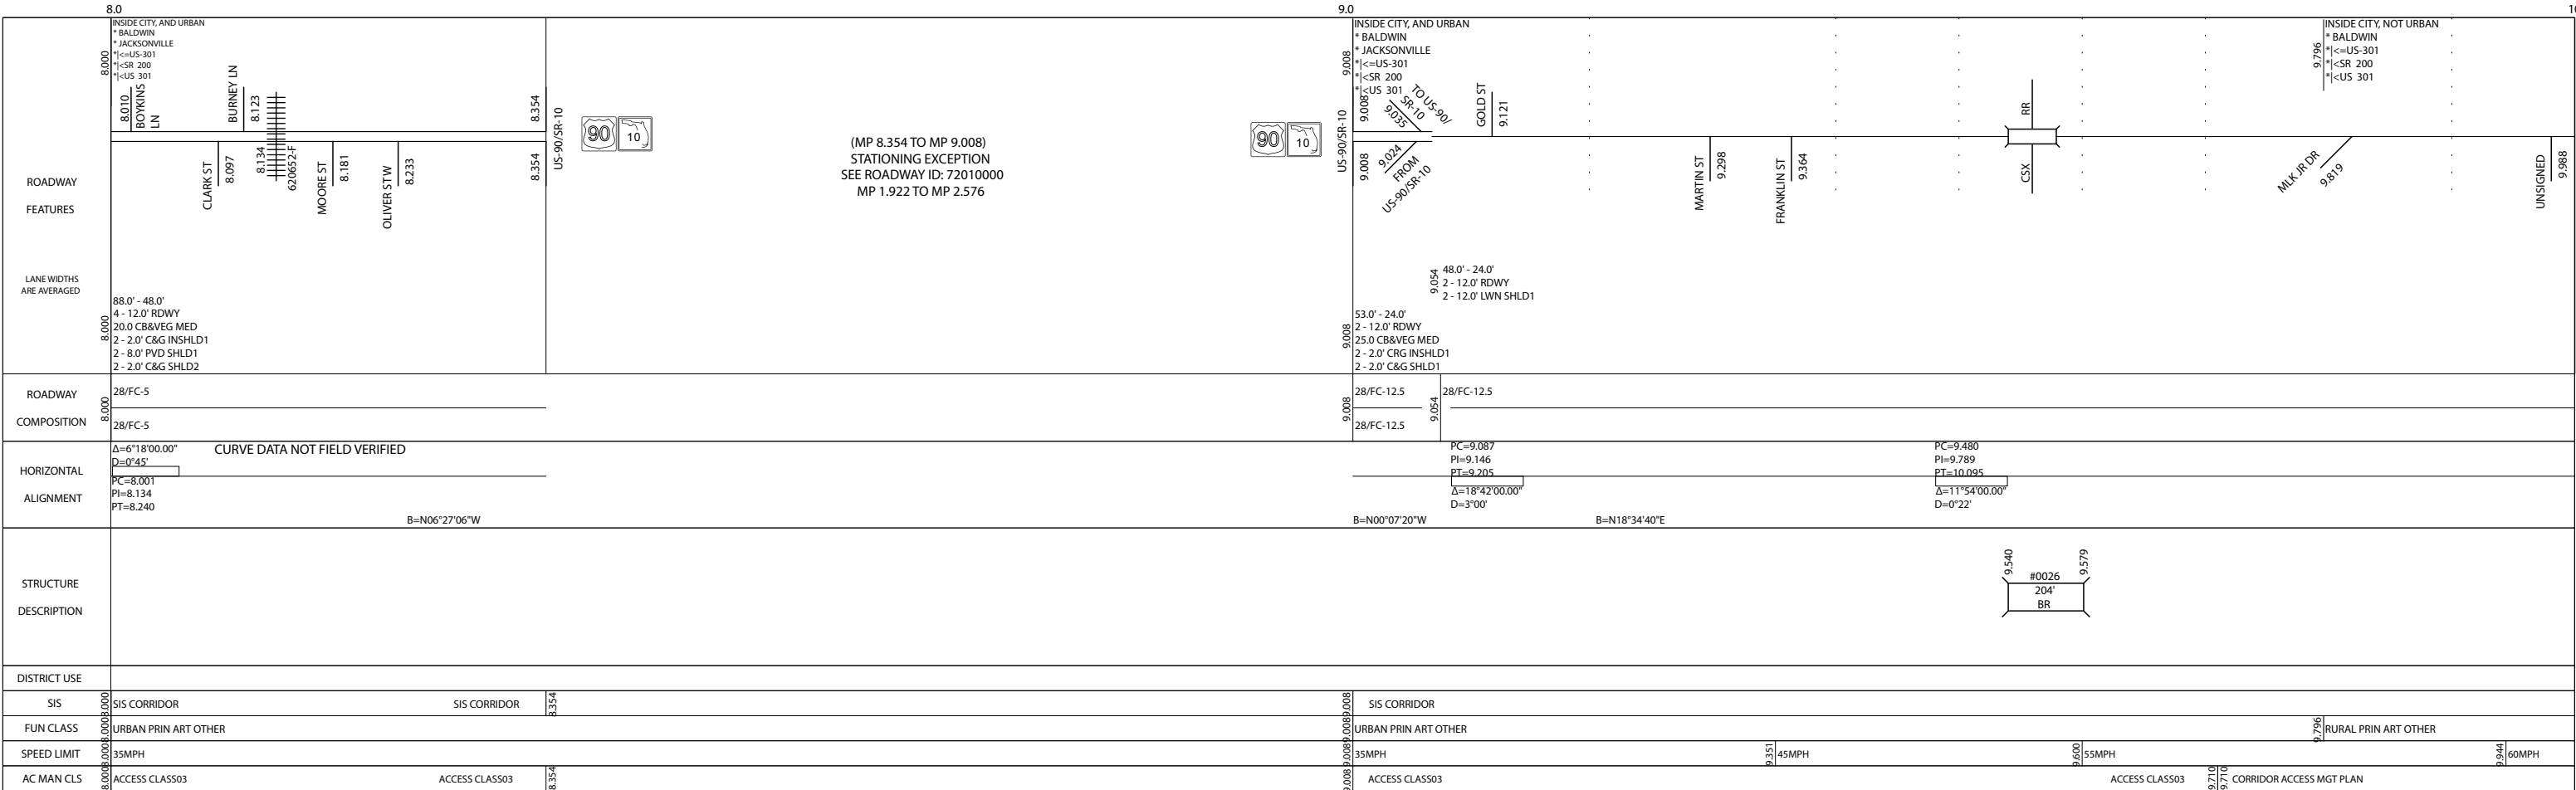 8.0
9.0
10
ROADWAY
FEATURES
LANE WIDTHS
ARE AVERAGED
8.000
INSIDE CITY, AND URBAN
* BALDWIN
* JACKSONVILLE
*|<=US-301
*|<SR 200
*|<US 301
8.010
BOYKINS
LN
CLARK ST
8.097
BURNEY LN
8.123
8.134
620652-F
MOORE ST
8.181
OLIVER ST W
8.233
8.354
8.354
US-90/SR-10
90
10
(MP 8.354 TO MP 9.008)
STATIONING EXCEPTION
SEE ROADWAY ID: 72010000
MP 1.922 TO MP 2.576
90
10
US-90/SR-10
9.008
INSIDE CITY, AND URBAN
* BALDWIN
* JACKSONVILLE
*|<=US-301
*|<SR 200
*|<US 301
9.008
9.008
TO US-90/
SR-10
9.035
9.024
FROM
US-90/SR-10
GOLD ST
9.121
MARTIN ST
9.298
FRANKLIN ST
9.364
RR
CSX
9.796
INSIDE CITY, NOT URBAN
* BALDWIN
*|<=US-301
*|<SR 200
*|<US 301
MLK JR DR
9.819
UNSIGNED
9.988
8.000
88.0' - 48.0'
4 - 12.0' RDWY
20.0 CB&VEG MED
2 - 2.0' C&G INSHLD1
2 - 8.0' PVD SHLD1
2 - 2.0' C&G SHLD2
9.008
53.0' - 24.0'
2 - 12.0' RDWY
25.0 CB&VEG MED
2 - 2.0' CRG INSHLD1
2 - 2.0' C&G SHLD1
9.054
48.0' - 24.0'
2 - 12.0' RDWY
2 - 12.0' LWN SHLD1
ROADWAY
COMPOSITION
8.000
28/FC-5
28/FC-5
9.008
28/FC-12.5
28/FC-12.5
9.054
28/FC-12.5
HORIZONTAL
ALIGNMENT
Δ=6°18'00.00"
D=0°45'
CURVE DATA NOT FIELD VERIFIED
PC=8.001
PI=8.134
PT=8.240
B=N06°27'06"W
B=N00°07'20"W
PC=9.087
PI=9.146
PT=9.205
Δ=18°42'00.00"
D=3°00'
B=N18°34'40"E
PC=9.480
PI=9.789
PT=10.095
Δ=11°54'00.00"
D=0°22'
STRUCTURE
DESCRIPTION
9.540
9.579
#0026
204'
BR
DISTRICT USE
SIS
8.000
SIS CORRIDOR
SIS CORRIDOR
8.354
9.008
SIS CORRIDOR
FUN CLASS
8.000
URBAN PRIN ART OTHER
9.008
URBAN PRIN ART OTHER
9.796
RURAL PRIN ART OTHER
SPEED LIMIT
8.000
35MPH
9.008
35MPH
9.351
45MPH
9.600
55MPH
9.944
60MPH
AC MAN CLS
8.000
ACCESS CLASS03
ACCESS CLASS03
8.354
9.008
ACCESS CLASS03
ACCESS CLASS03
9.710
9.710
CORRIDOR ACCESS MGT PLAN